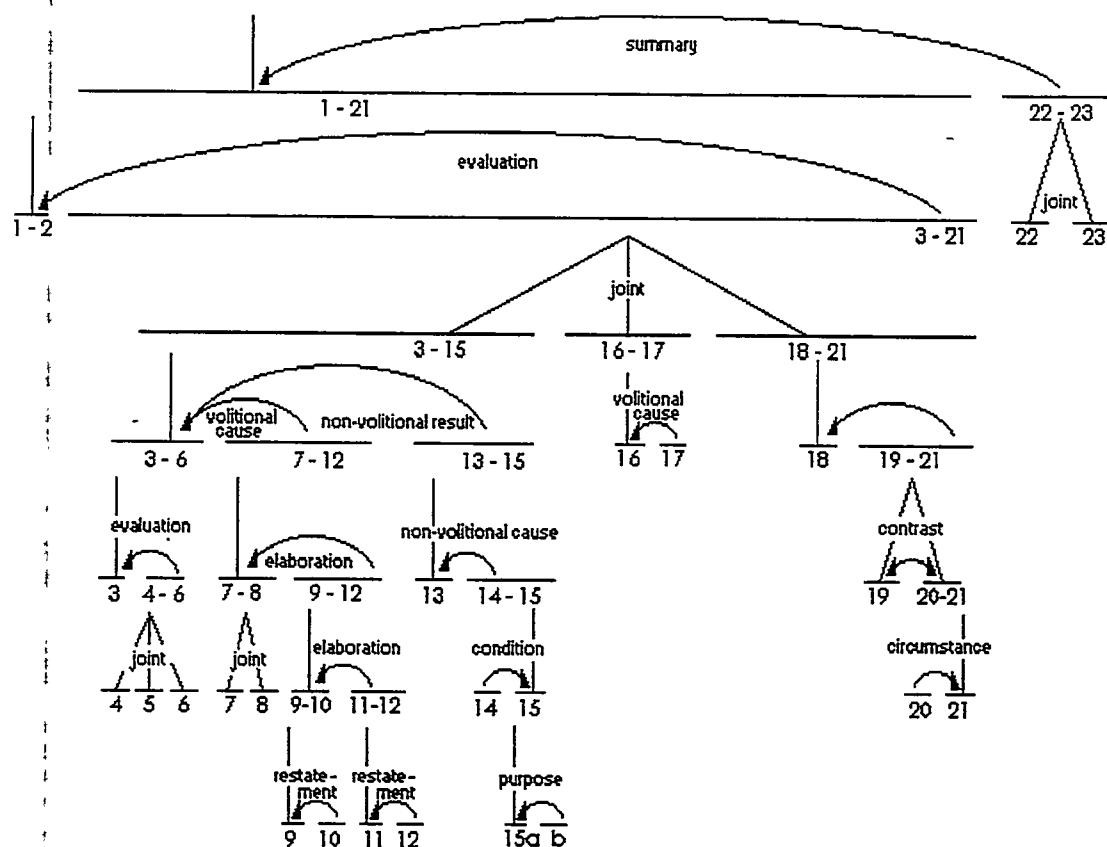 summary
1 - 21 22 - 23
evaluation joint
1 - 2 3 - 21 22 23
joint
3 - 15 16 - 17 18 - 21
volitional cause non-volitional result volitional cause
3 - 6 7 - 12 13 - 15 16 17 18 19 - 21
evaluation elaboration non-volitional cause contrast
3 4 - 6 7 - 8 9 - 12 13 14 - 15 19 20-21
joint joint elaboration condition circumstance
4 5 6 7 8 9-10 11-12 14 15 20 21
restate- restate- purpose
ment ment
9 10 11 12 15a b